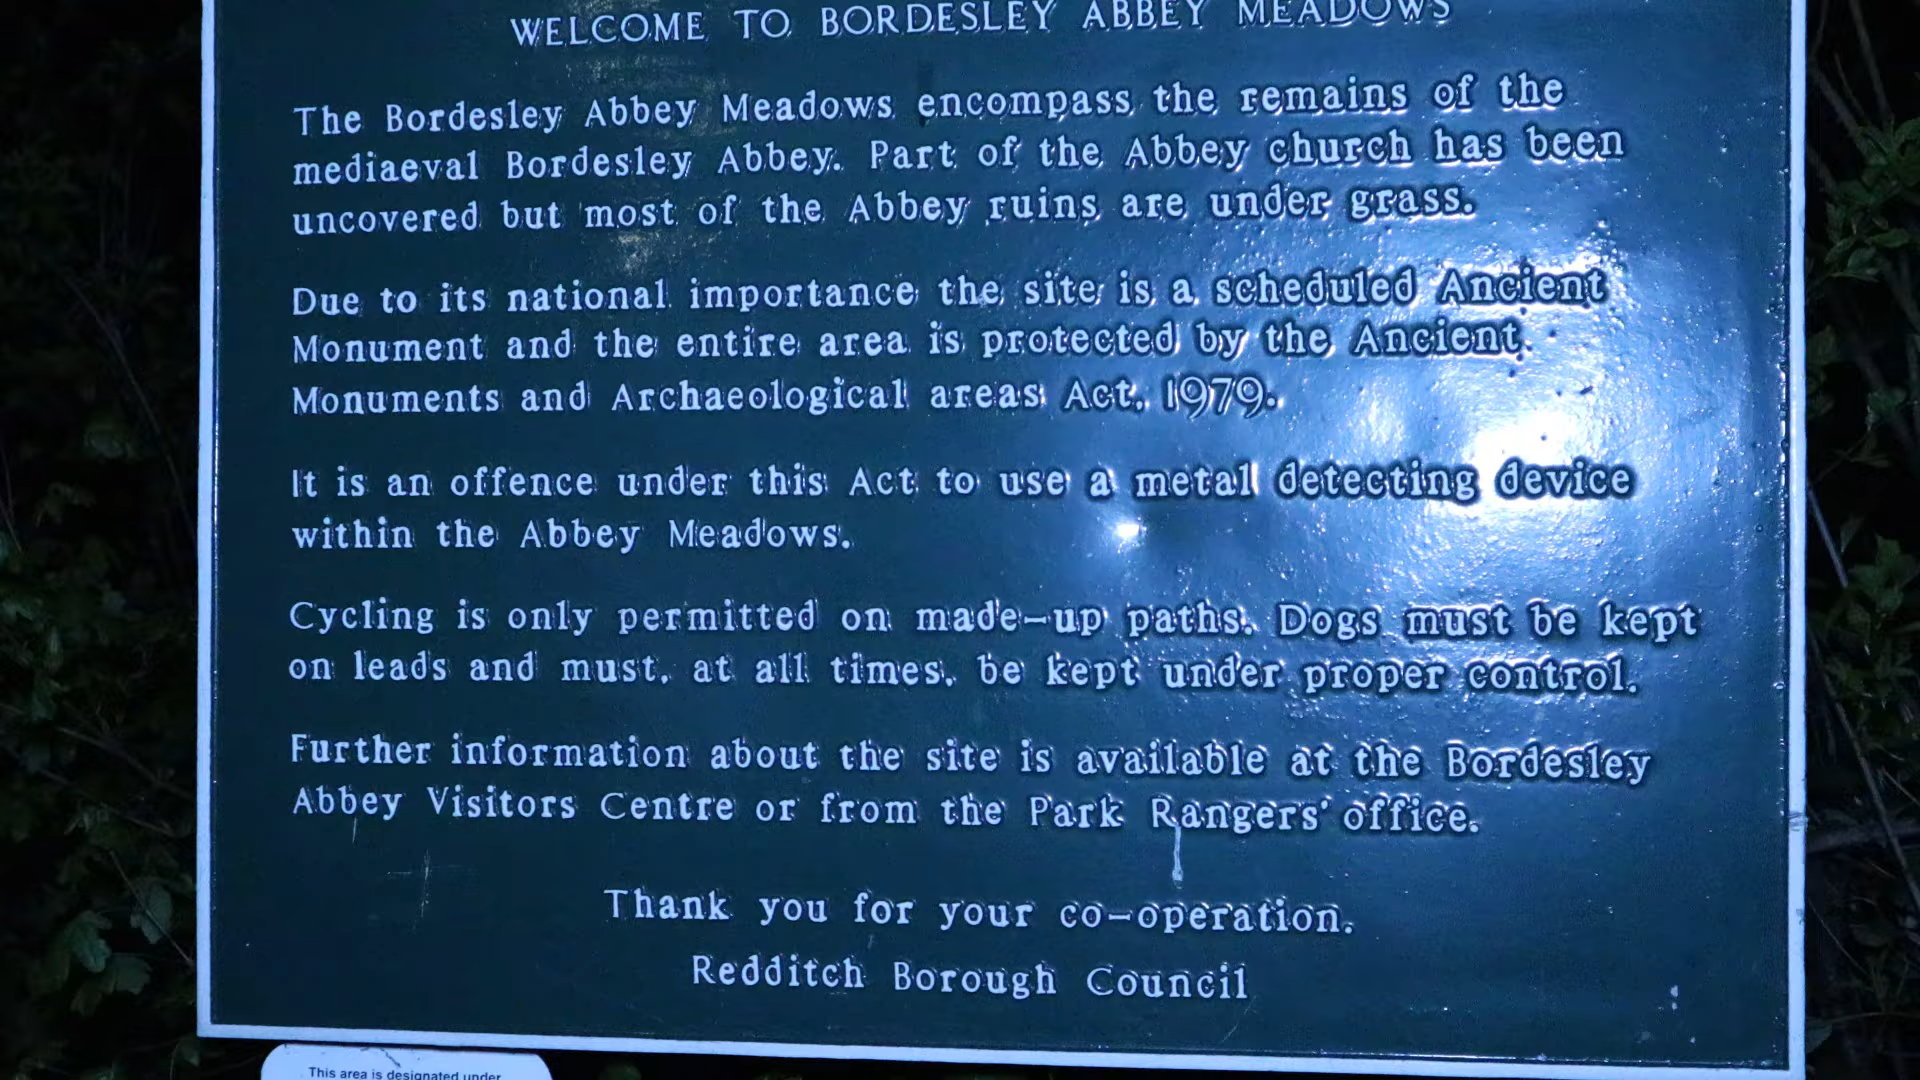 WELCOME TO BORDESLEY ABBEY MEADOWS
The Bordesley Abbey Meadows encompass the remains of the
mediaeval Bordesley Abbey. Part of the Abbey church has been
uncovered but most of the Abbey ruins are under grass.
Due to its national importance the site is a scheduled Ancient
Monument and the entire area is protected by the Ancient
Monuments and Archaeological areas Act, 1979.
It is an offence under this Act to use a metal detecting device
within the Abbey Meadows.
Cycling is only permitted on made-up paths. Dogs must be kept
on leads and must, at all times, be kept under proper control.
Further information about the site is available at the Bordesley
Abbey Visitors Centre or from the Park Rangers' office.
Thank you for your co-operation.
Redditch Borough Council
This area is designated under